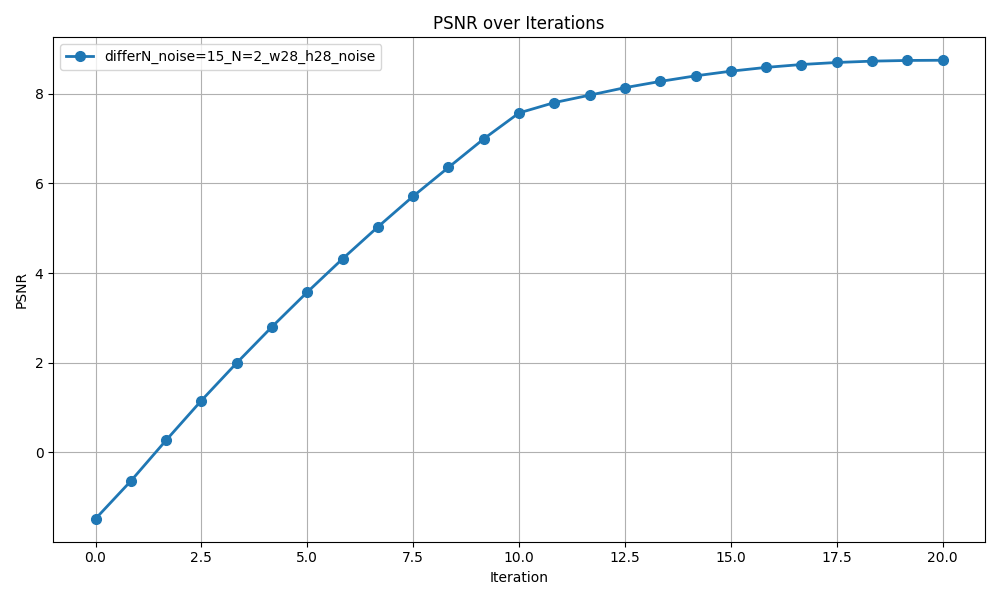 PSNR over Iterations
differN_noise=15_N=2_w28_h28_noise
PSNR
8
6
4
2
0
0.0 2.5 5.0 7.5 10.0 12.5 15.0 17.5 20.0
Iteration